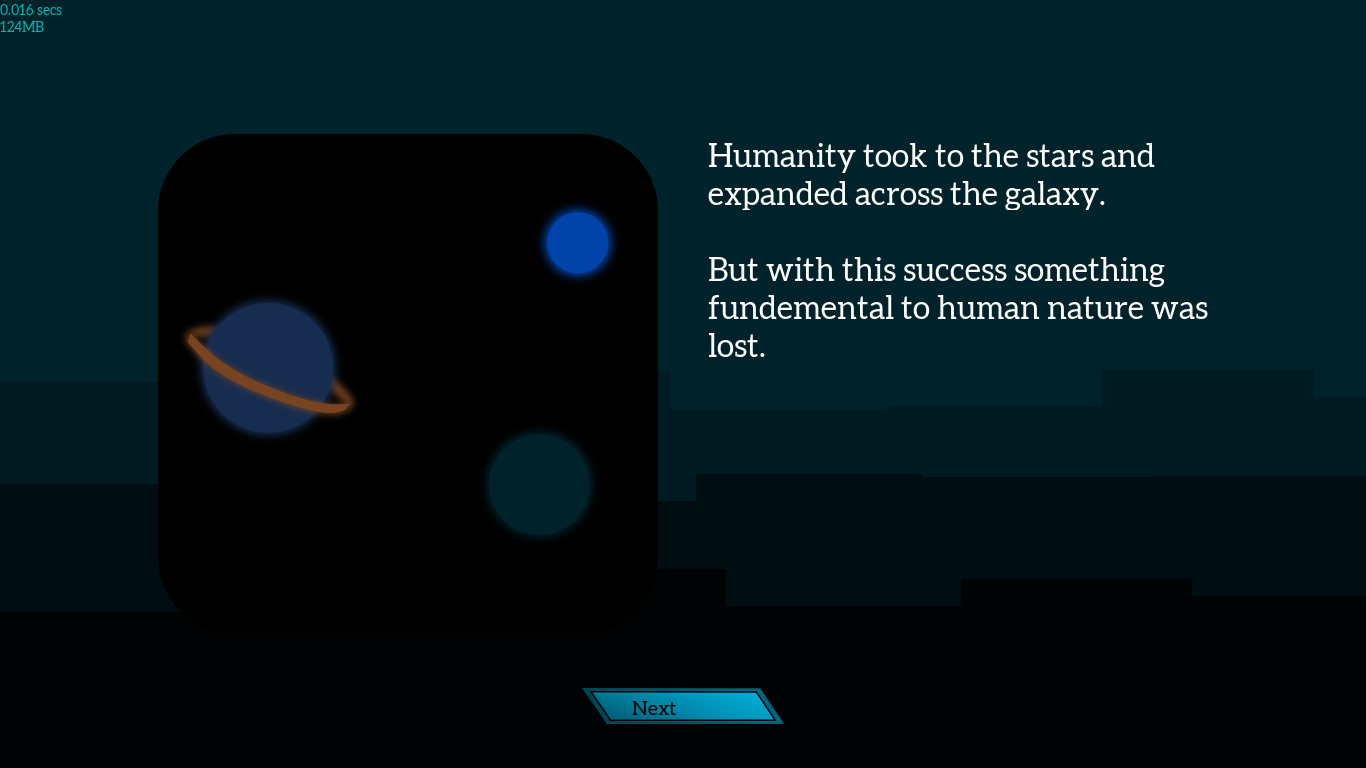 0.016 secs
124MB
Humanity took to the stars and
expanded across the galaxy.
But with this success something
fundemental to human nature was
lost.
Next